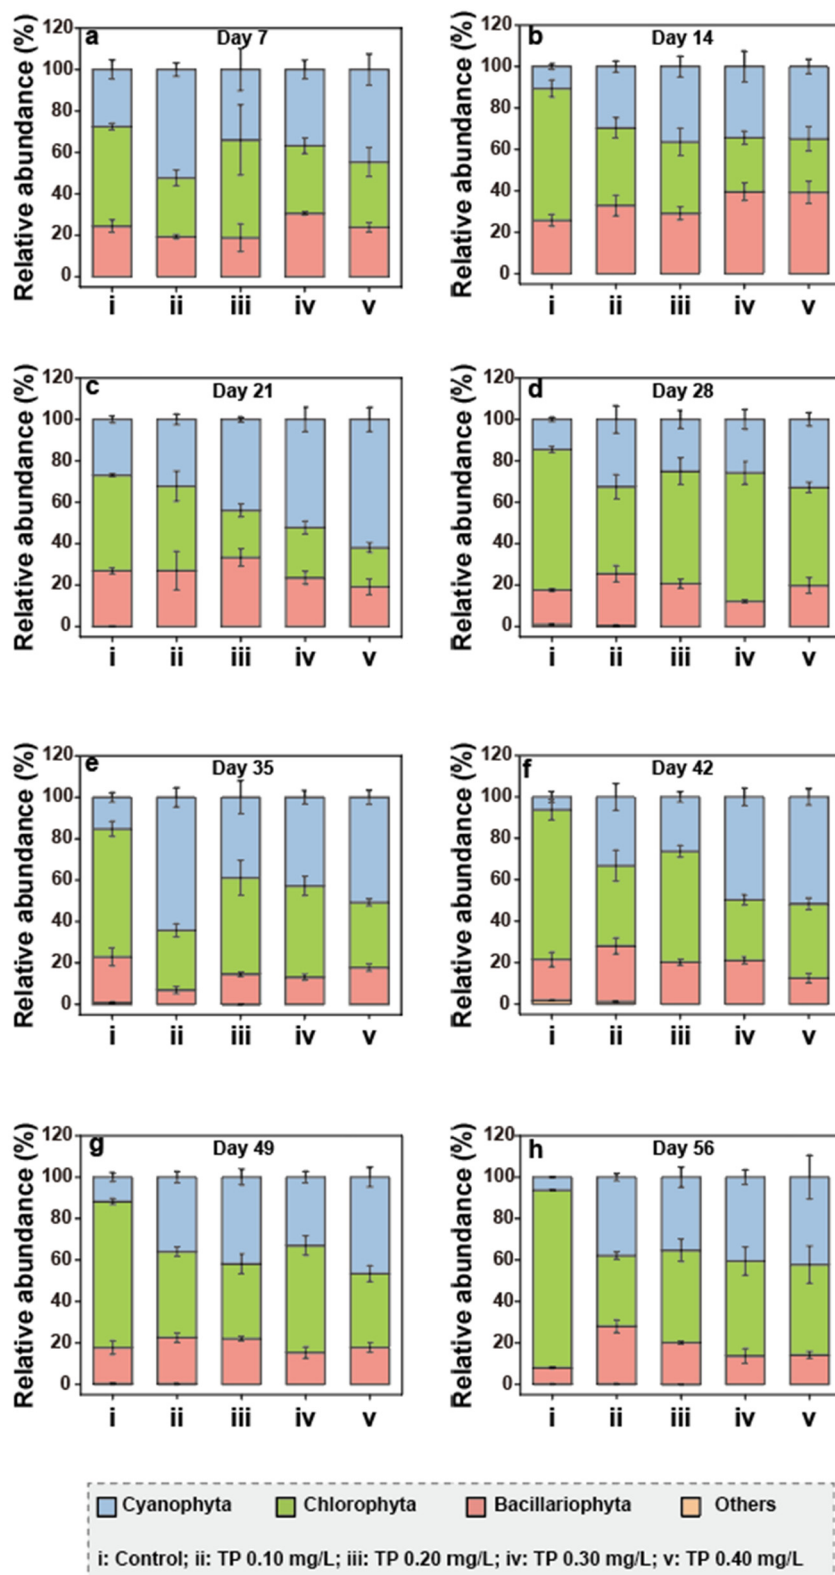 a Day 7
Relative abundance (%)
120
100
80
60
40
20
0
i ii iii iv v
b Day 14
Relative abundance (%)
120
100
80
60
40
20
0
i ii iii iv v
c Day 21
Relative abundance (%)
120
100
80
60
40
20
0
i ii iii iv v
d Day 28
Relative abundance (%)
120
100
80
60
40
20
0
i ii iii iv v
e Day 35
Relative abundance (%)
120
100
80
60
40
20
0
i ii iii iv v
f Day 42
Relative abundance (%)
120
100
80
60
40
20
0
i ii iii iv v
g Day 49
Relative abundance (%)
120
100
80
60
40
20
0
i ii iii iv v
h Day 56
Relative abundance (%)
120
100
80
60
40
20
0
i ii iii iv v
Cyanophyta Chlorophyta Bacillariophyta Others
i: Control; ii: TP 0.10 mg/L; iii: TP 0.20 mg/L; iv: TP 0.30 mg/L; v: TP 0.40 mg/L